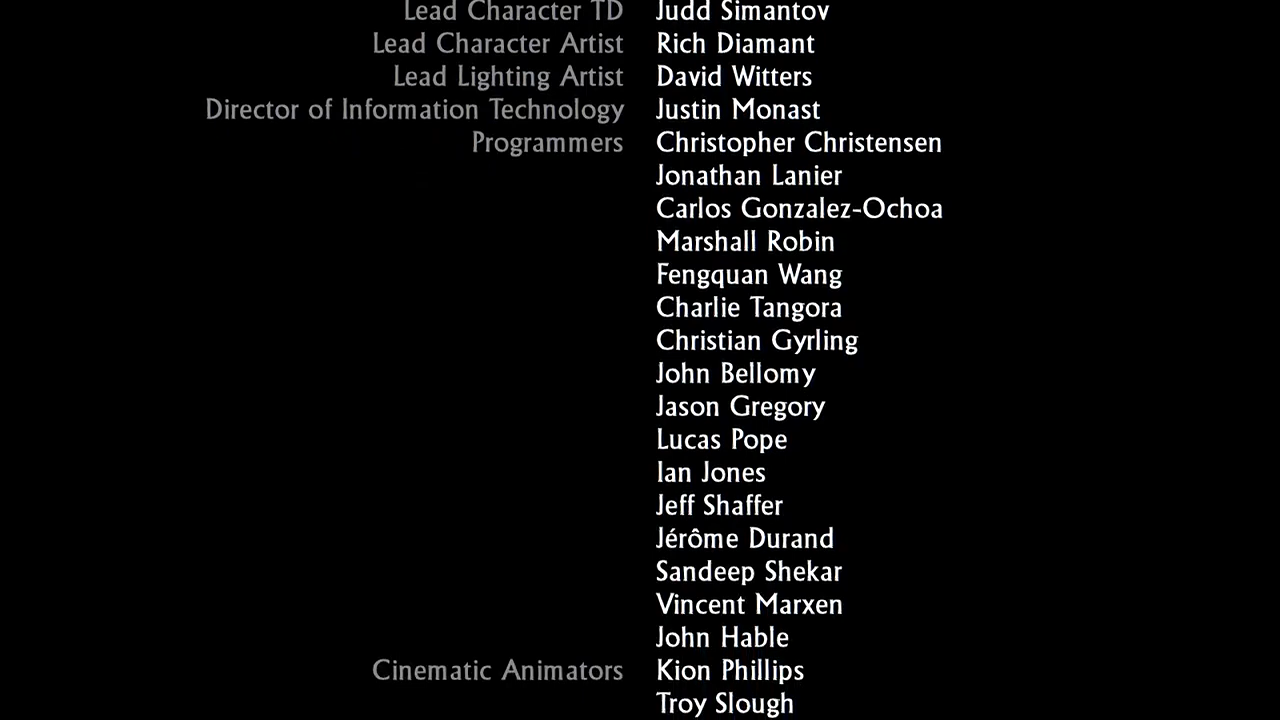 Lead Character TD Judd Simantov
Lead Character Artist Rich Diamant
Lead Lighting Artist David Witters
Director of Information Technology Justin Monast
Programmers Christopher Christensen
Jonathan Lanier
Carlos Gonzalez-Ochoa
Marshall Robin
Fengquan Wang
Charlie Tangora
Christian Gyrling
John Bellomy
Jason Gregory
Lucas Pope
Ian Jones
Jeff Shaffer
Jérôme Durand
Sandeep Shekar
Vincent Marxen
John Hable
Cinematic Animators Kion Phillips
Troy Slough